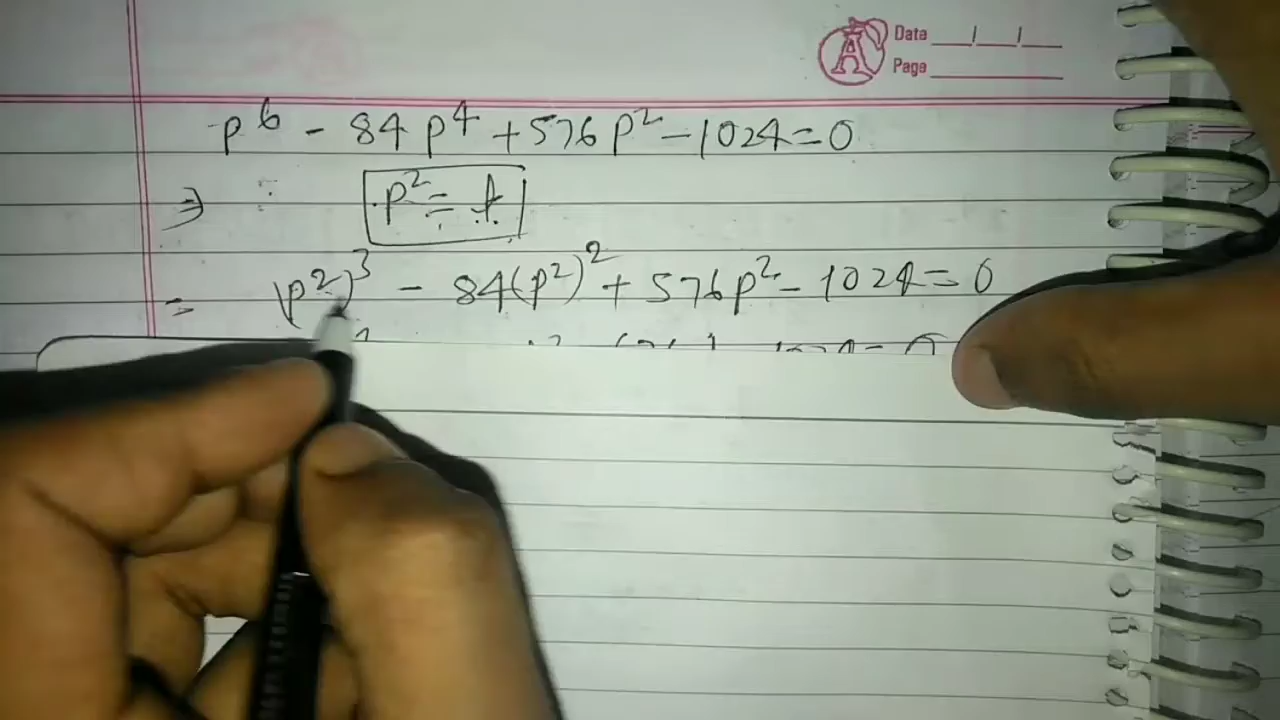 Data / /
Page
p⁶ - 84p⁴ + 576p² - 1024 = 0
⇒ ∴ p² = t
= (p²)³ - 84(p²)² + 576p² - 1024 = 0